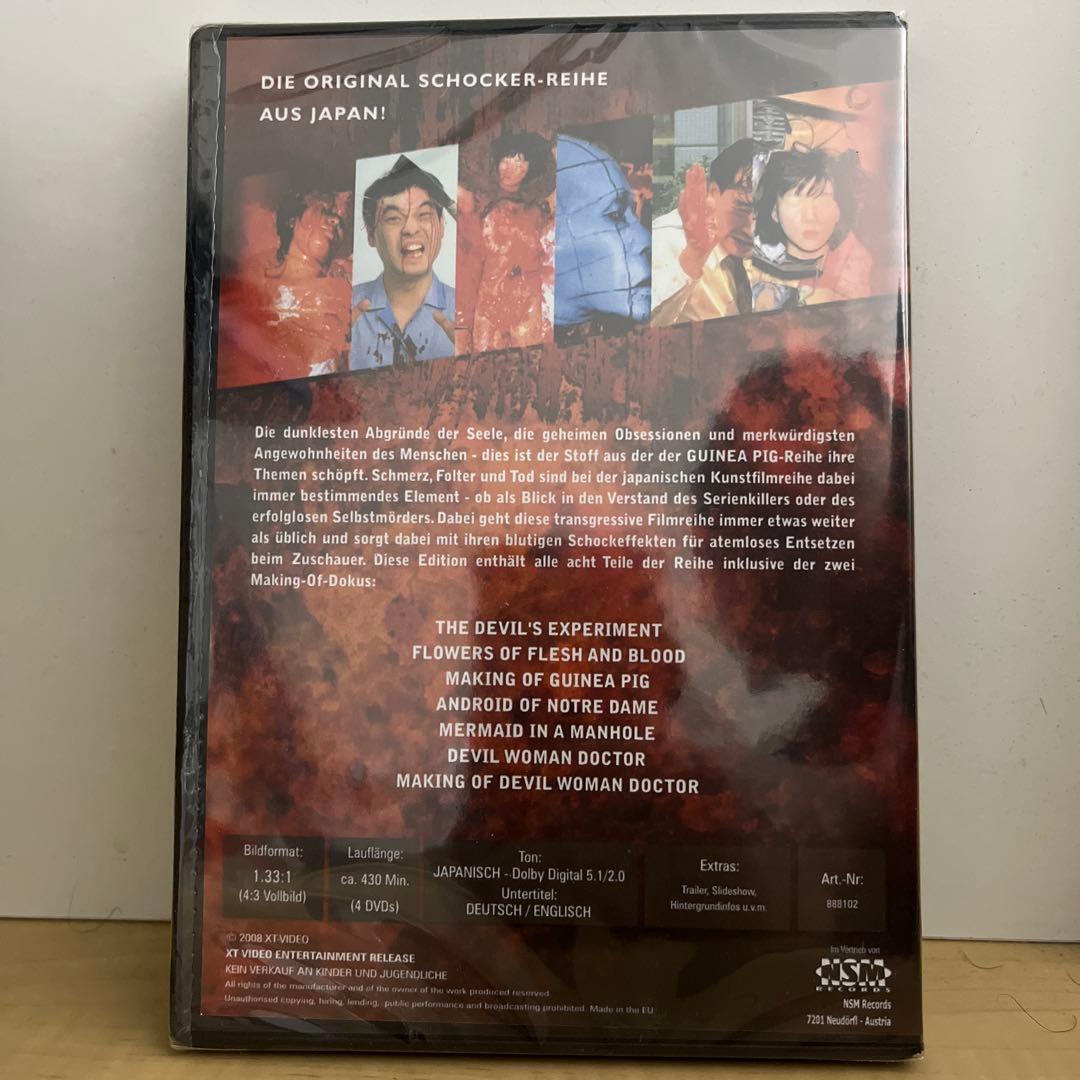 DIE ORIGINAL SCHOCKER-REIHE
AUS JAPAN!
Die dunklesten Abgründe der Seele, die geheimen Obsessionen und merkwürdigsten
Angewohnheiten des Menschen - dies ist der Stoff aus der der GUINEA PIG-Reihe ihre
Themen schöpft. Schmerz, Folter und Tod sind bei der japanischen Kunstfilmreihe dabei
immer bestimmendes Element - ob als Blick in den Verstand des Serienkillers oder des
erfolglosen Selbstmörders. Dabei geht diese transgressive Filmreihe immer etwas weiter
als üblich und sorgt dabei mit ihren blutigen Schockeffekten für atemloses Entsetzen
beim Zuschauer. Diese Edition enthält alle acht Teile der Reihe inklusive der zwei
Making-Of-Dokus:
THE DEVIL'S EXPERIMENT
FLOWERS OF FLESH AND BLOOD
MAKING OF GUINEA PIG
ANDROID OF NOTRE DAME
MERMAID IN A MANHOLE
DEVIL WOMAN DOCTOR
MAKING OF DEVIL WOMAN DOCTOR
Bildformat:
1.33:1
(4:3 Vollbild)
Lauflänge:
ca. 430 Min.
(4 DVDs)
Ton:
JAPANISCH - Dolby Digital 5.1/2.0
Untertitel:
DEUTSCH / ENGLISCH
Extras:
Trailer, Slideshow,
Hintergrundinfos u.v.m.
Art.-Nr:
888102
© 2008 XT-VIDEO
XT VIDEO ENTERTAINMENT RELEASE
KEIN VERKAUF AN KINDER UND JUGENDLICHE
All rights of the manufacturer and of the owner of the work produced reserved.
Unauthorised copying, hiring, lending, public performance and broadcasting prohibited. Made in the EU
Im Vertrieb von
NSM
RECORDS
NSM Records
7201 Neudörfl - Austria